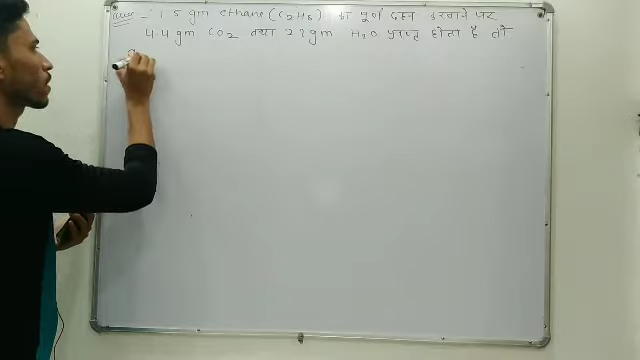 1.5 gm ethane (C2H6) का पूर्ण दहन करवाने पर
4.4 gm CO2 तथा 2.7 gm H2O प्राप्त होता है तो